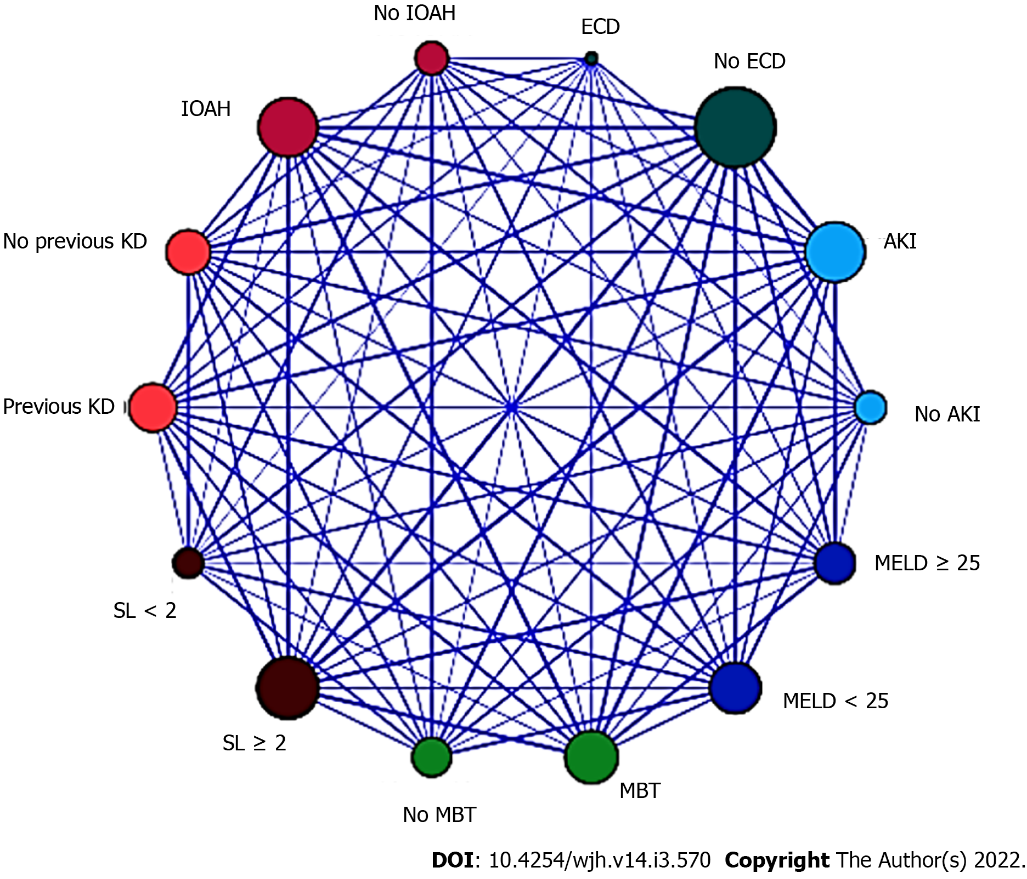 No IOAH
ECD
No ECD
IOAH
No previous KD
AKI
Previous KD
No AKI
MELD ≥ 25
SL < 2
MELD < 25
SL ≥ 2
MBT
No MBT
DOI: 10.4254/wjh.v14.i3.570 Copyright The Author(s) 2022.